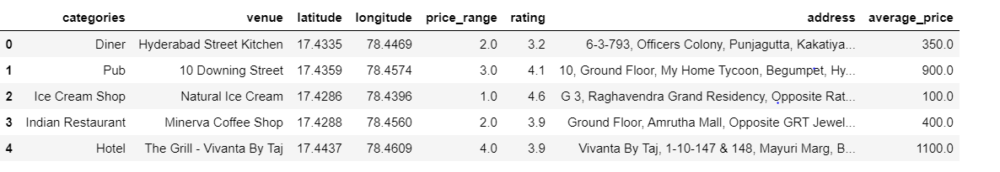 categories venue latitude longitude price_range rating address average_price
0 Diner Hyderabad Street Kitchen 17.4335 78.4469 2.0 3.2 6-3-793, Officers Colony, Punjagutta, Kakatiya... 350.0
1 Pub 10 Downing Street 17.4359 78.4574 3.0 4.1 10, Ground Floor, My Home Tycoon, Begumpet, Hy... 900.0
2 Ice Cream Shop Natural Ice Cream 17.4286 78.4396 1.0 4.6 G 3, Raghavendra Grand Residency, Opposite Rat... 100.0
3 Indian Restaurant Minerva Coffee Shop 17.4288 78.4560 2.0 3.9 Ground Floor, Amrutha Mall, Opposite GRT Jewel... 400.0
4 Hotel The Grill - Vivanta By Taj 17.4437 78.4609 4.0 3.9 Vivanta By Taj, 1-10-147 & 148, Mayuri Marg, B... 1100.0